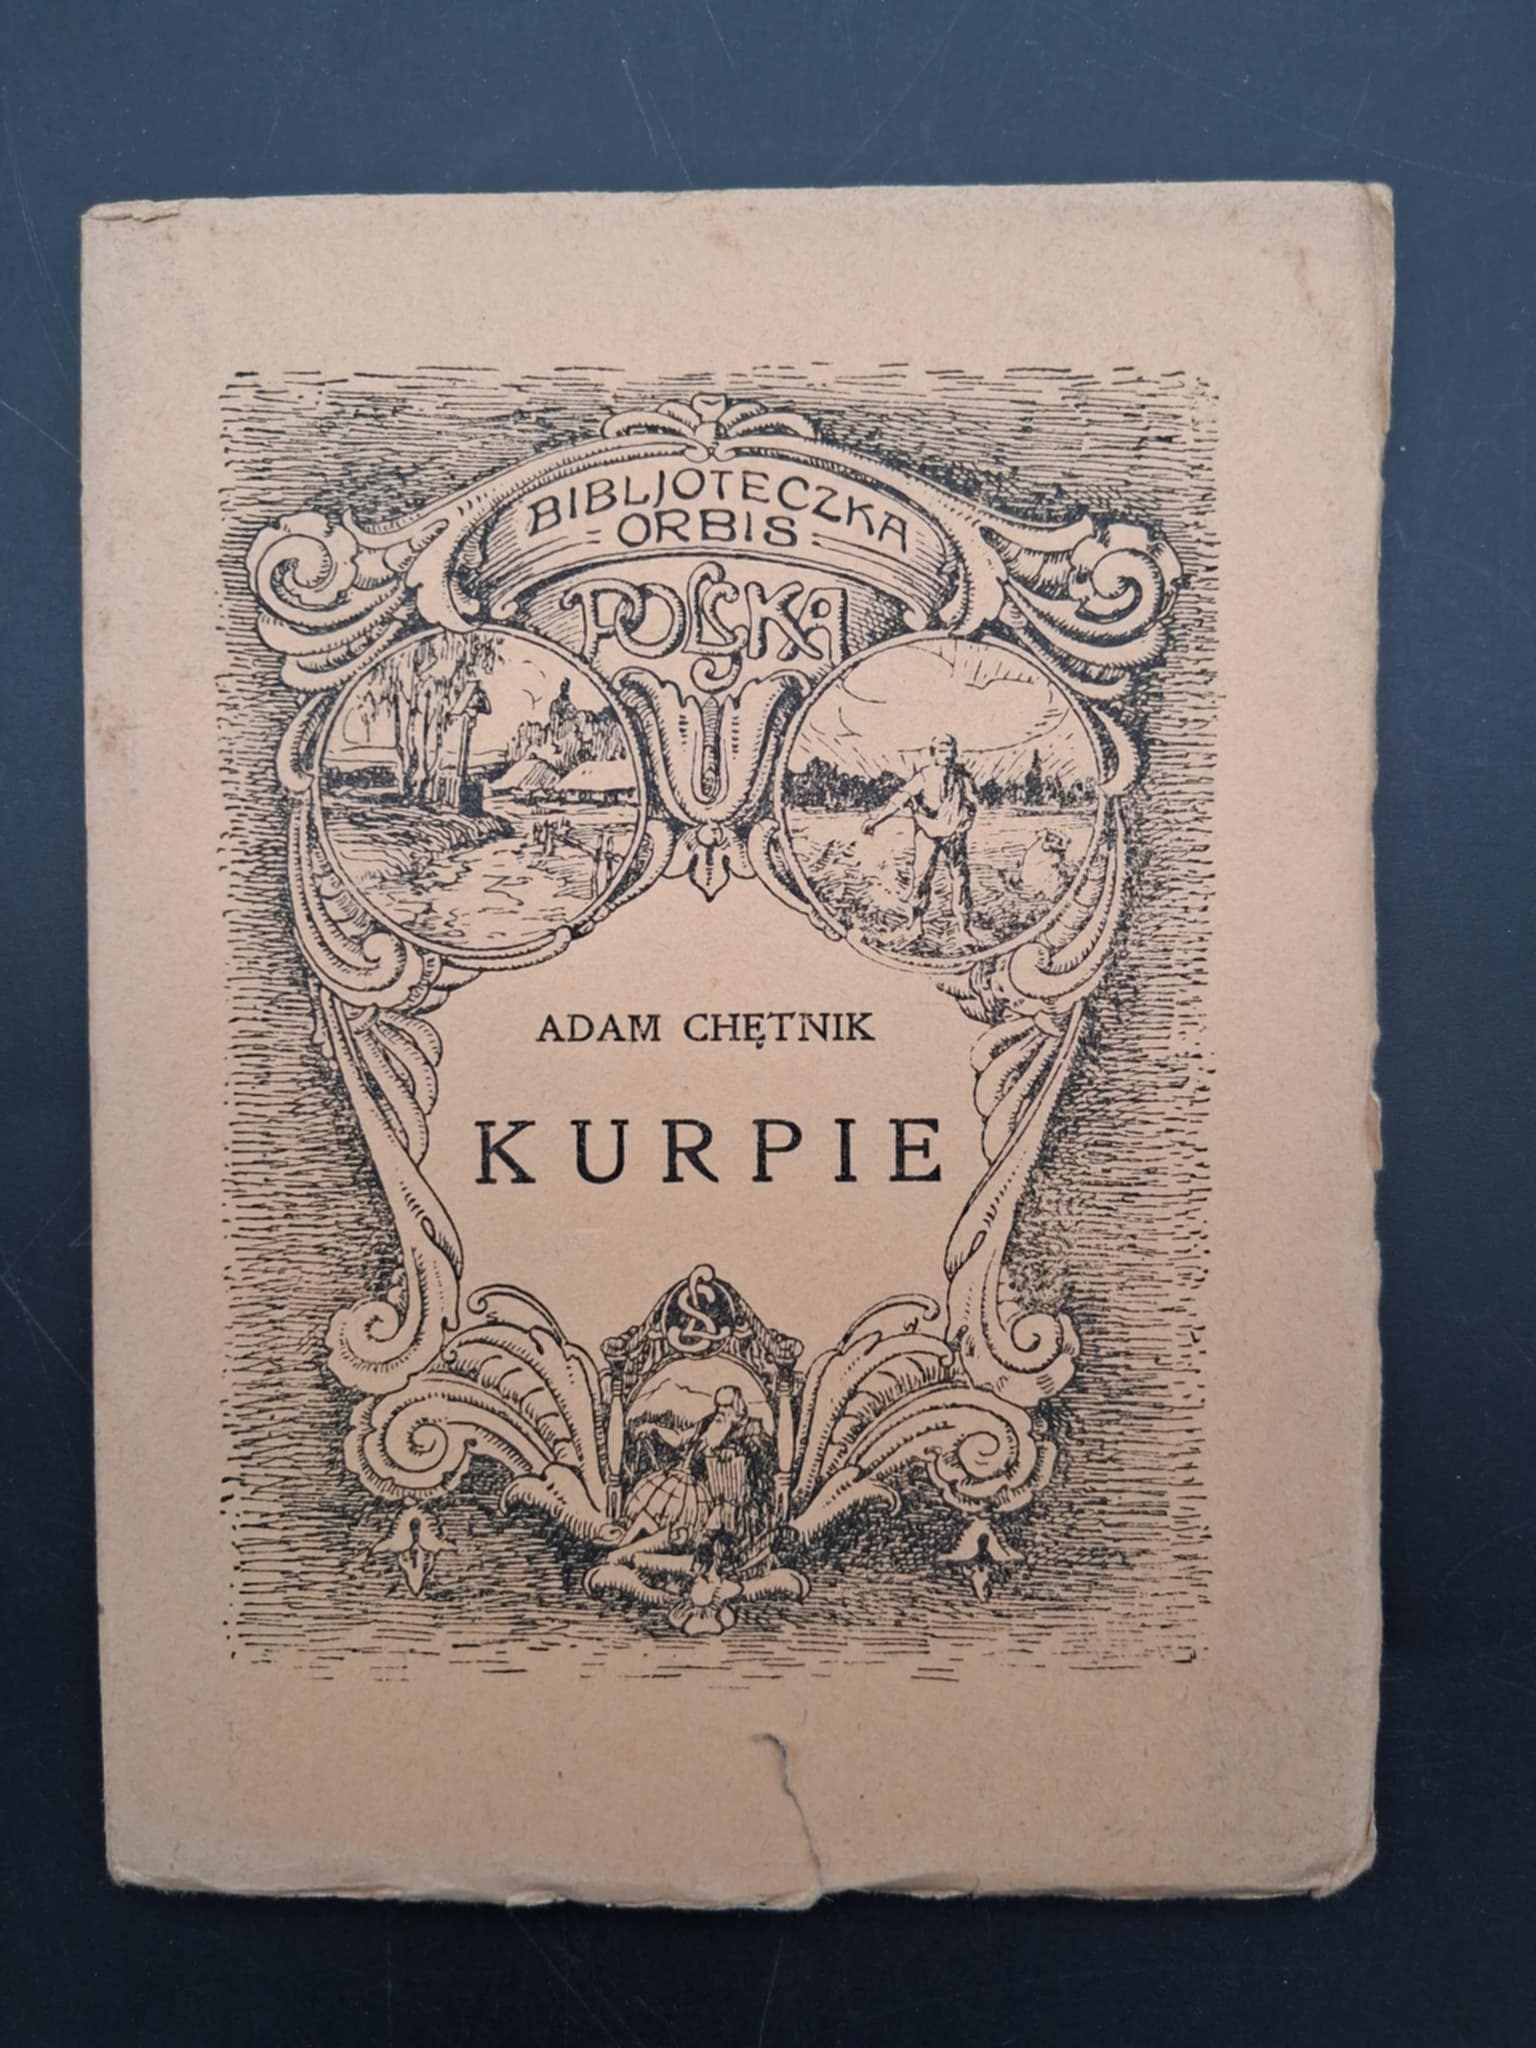 BIBLJOTECZKA
=ORBIS=
POLSKA
ADAM CHĘTNIK
KURPIE